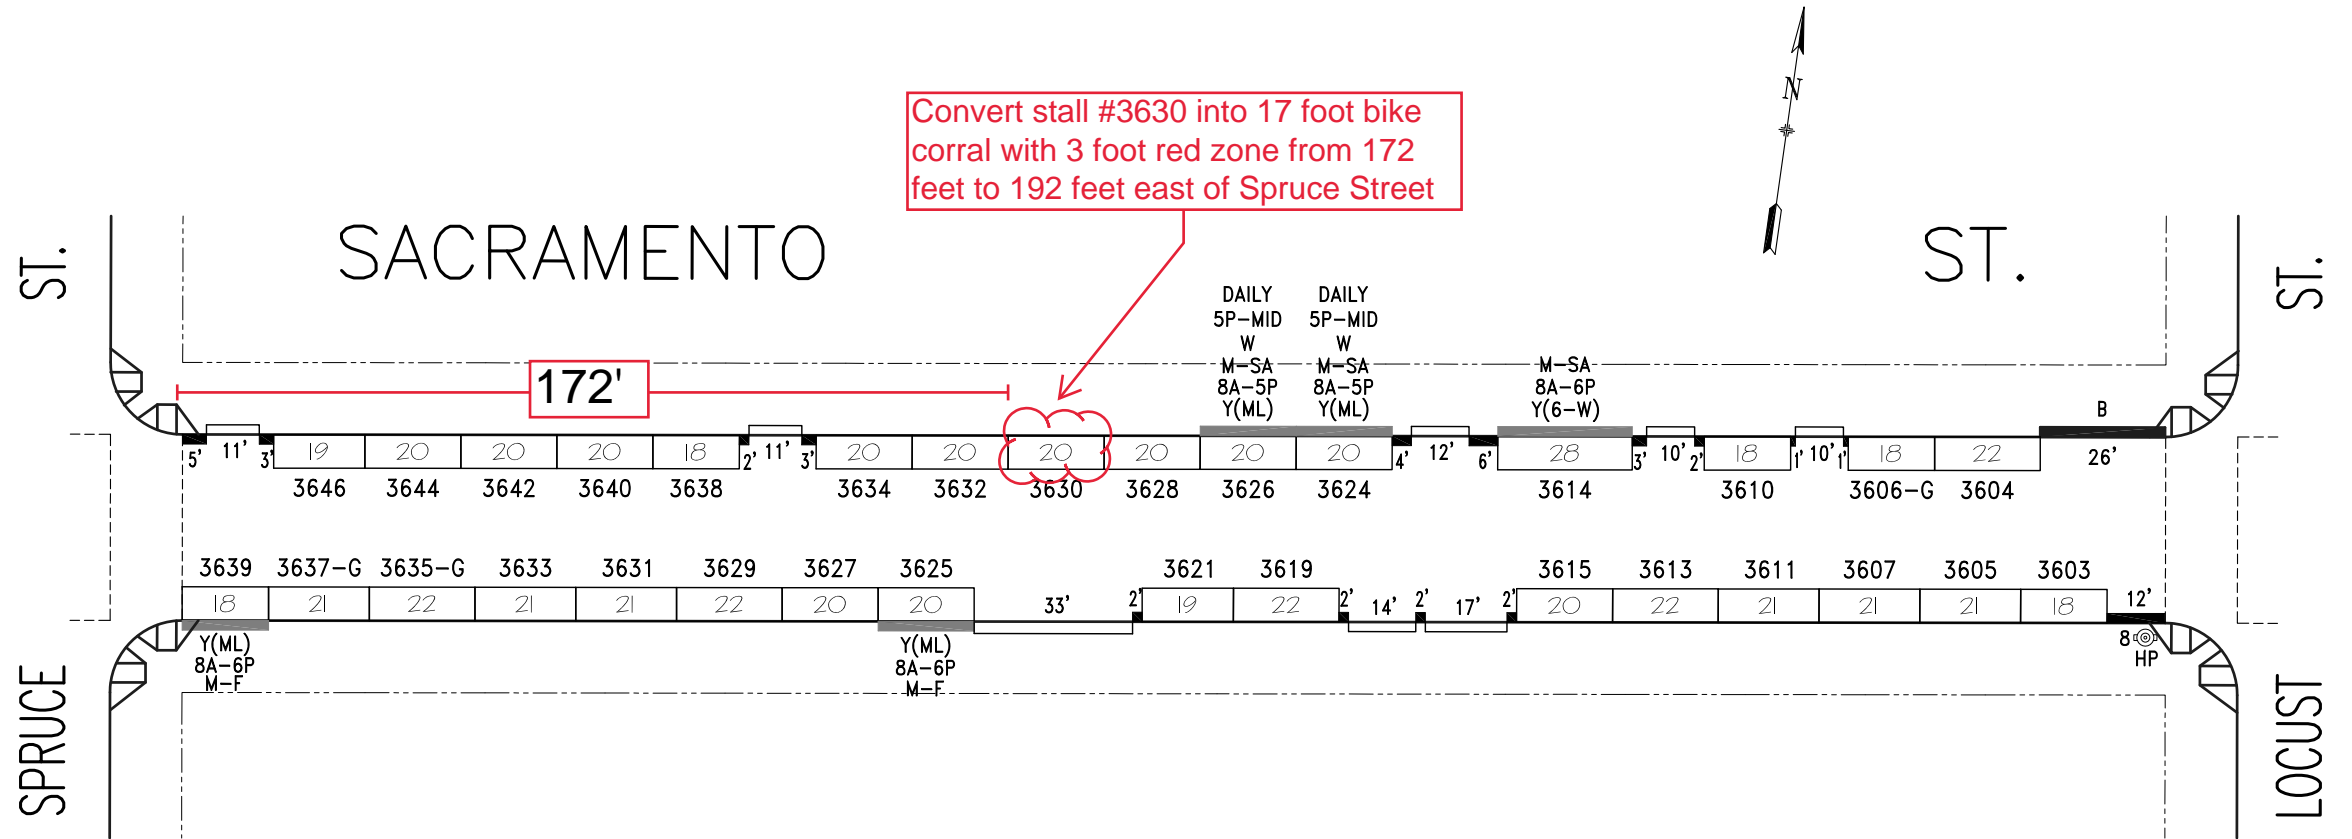 N
Convert stall #3630 into 17 foot bike
corral with 3 foot red zone from 172
feet to 192 feet east of Spruce Street
ST.
SACRAMENTO
ST.
ST.
DAILY
5P-MID
W
M-SA
8A-5P
Y(ML)
DAILY
5P-MID
W
M-SA
8A-5P
Y(ML)
M-SA
8A-6P
Y(6-W)
172'
B
5' 11' 3' 19 20 20 20 18 2' 11' 3' 20 20 20 20 20 20 4' 12' 6' 28 3' 10' 2' 18 1' 10' 1' 18 22 26'
3646 3644 3642 3640 3638 3634 3632 3630 3628 3626 3624 3614 3610 3606-G 3604
3639 3637-G 3635-G 3633 3631 3629 3627 3625 3621 3619 3615 3613 3611 3607 3605 3603
18 21 22 21 21 22 20 20 33' 2' 19 22 2' 14' 2' 17' 2' 20 22 21 21 21 18 12'
Y(ML)
8A-6P
M-F
Y(ML)
8A-6P
M-F
8
HP
SPRUCE
LOCUST